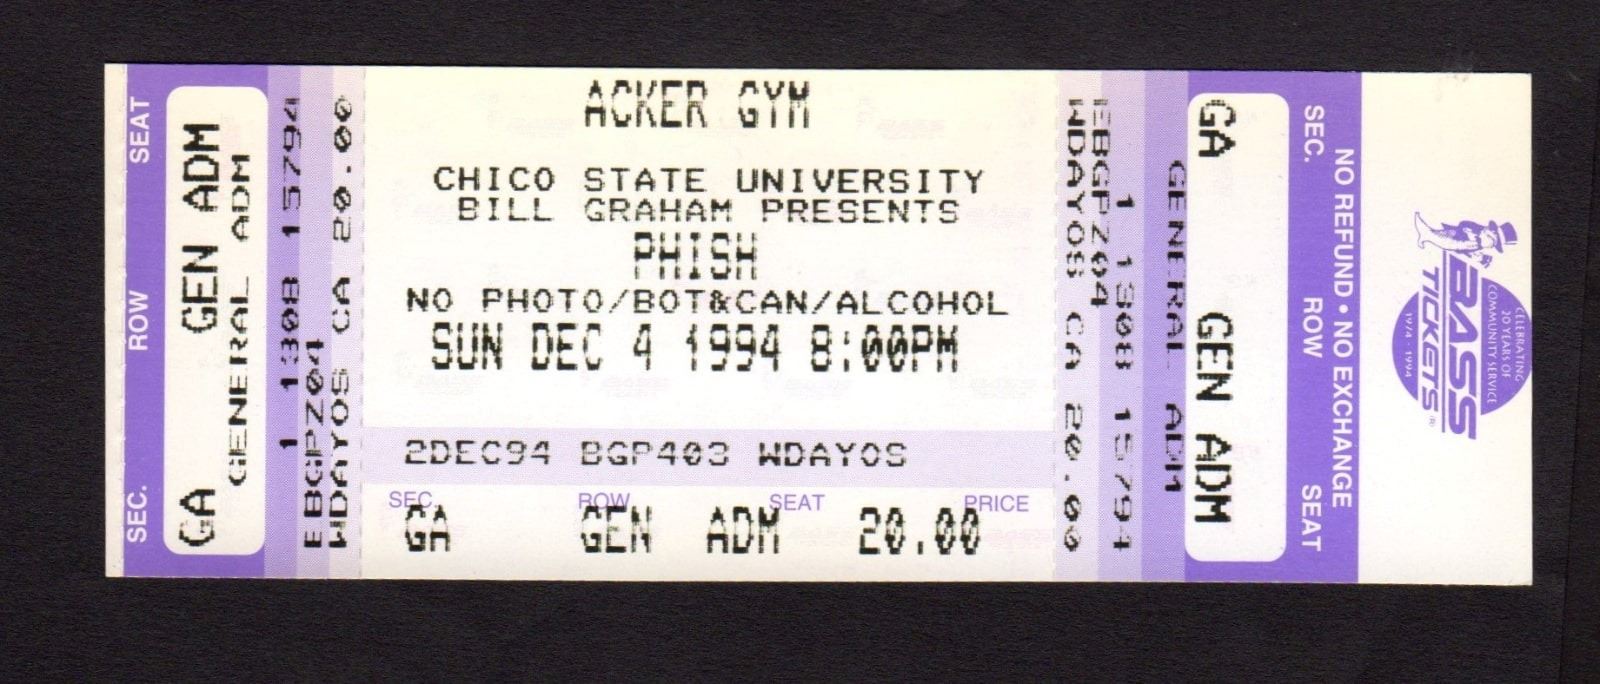 SEC. ROW SEAT
GA GEN ADM
GENERAL ADM
1 1308 15794
EBGPZ04
WDAYOS CA 20.00
ACKER GYM
CHICO STATE UNIVERSITY
BILL GRAHAM PRESENTS
PHISH
NO PHOTO/BOT&CAN/ALCOHOL
SUN DEC 4 1994 8:00PM
2DEC94 BGP403 WDAYOS
SEC. ROW SEAT PRICE
GA GEN ADM 20.00
WDAYOS CA 20.00
EBGPZ04
1 1308 15794
GENERAL ADM
GA GEN ADM
SEC. ROW SEAT
NO REFUND • NO EXCHANGE
BASS
TICKETS (R)
1974 - 1994
CELEBRATING
20 YEARS OF
COMMUNITY SERVICE